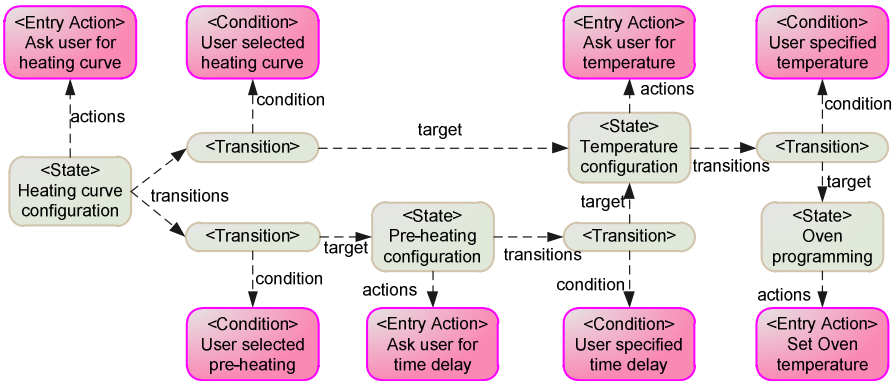 <Entry Action>
Ask user for
heating curve
<Condition>
User selected
heating curve
<Entry Action>
Ask user for
temperature
<Condition>
User specified
temperature
actions
condition
actions
condition
<State>
Heating curve
configuration
transitions
<Transition>
target
<State>
Temperature
configuration
transitions
<Transition>
target
<Transition>
target
<State>
Pre-heating
configuration
transitions
<Transition>
target
<State>
Oven
programming
condition
actions
condition
actions
<Condition>
User selected
pre-heating
<Entry Action>
Ask user for
time delay
<Condition>
User specified
time delay
<Entry Action>
Set Oven
temperature